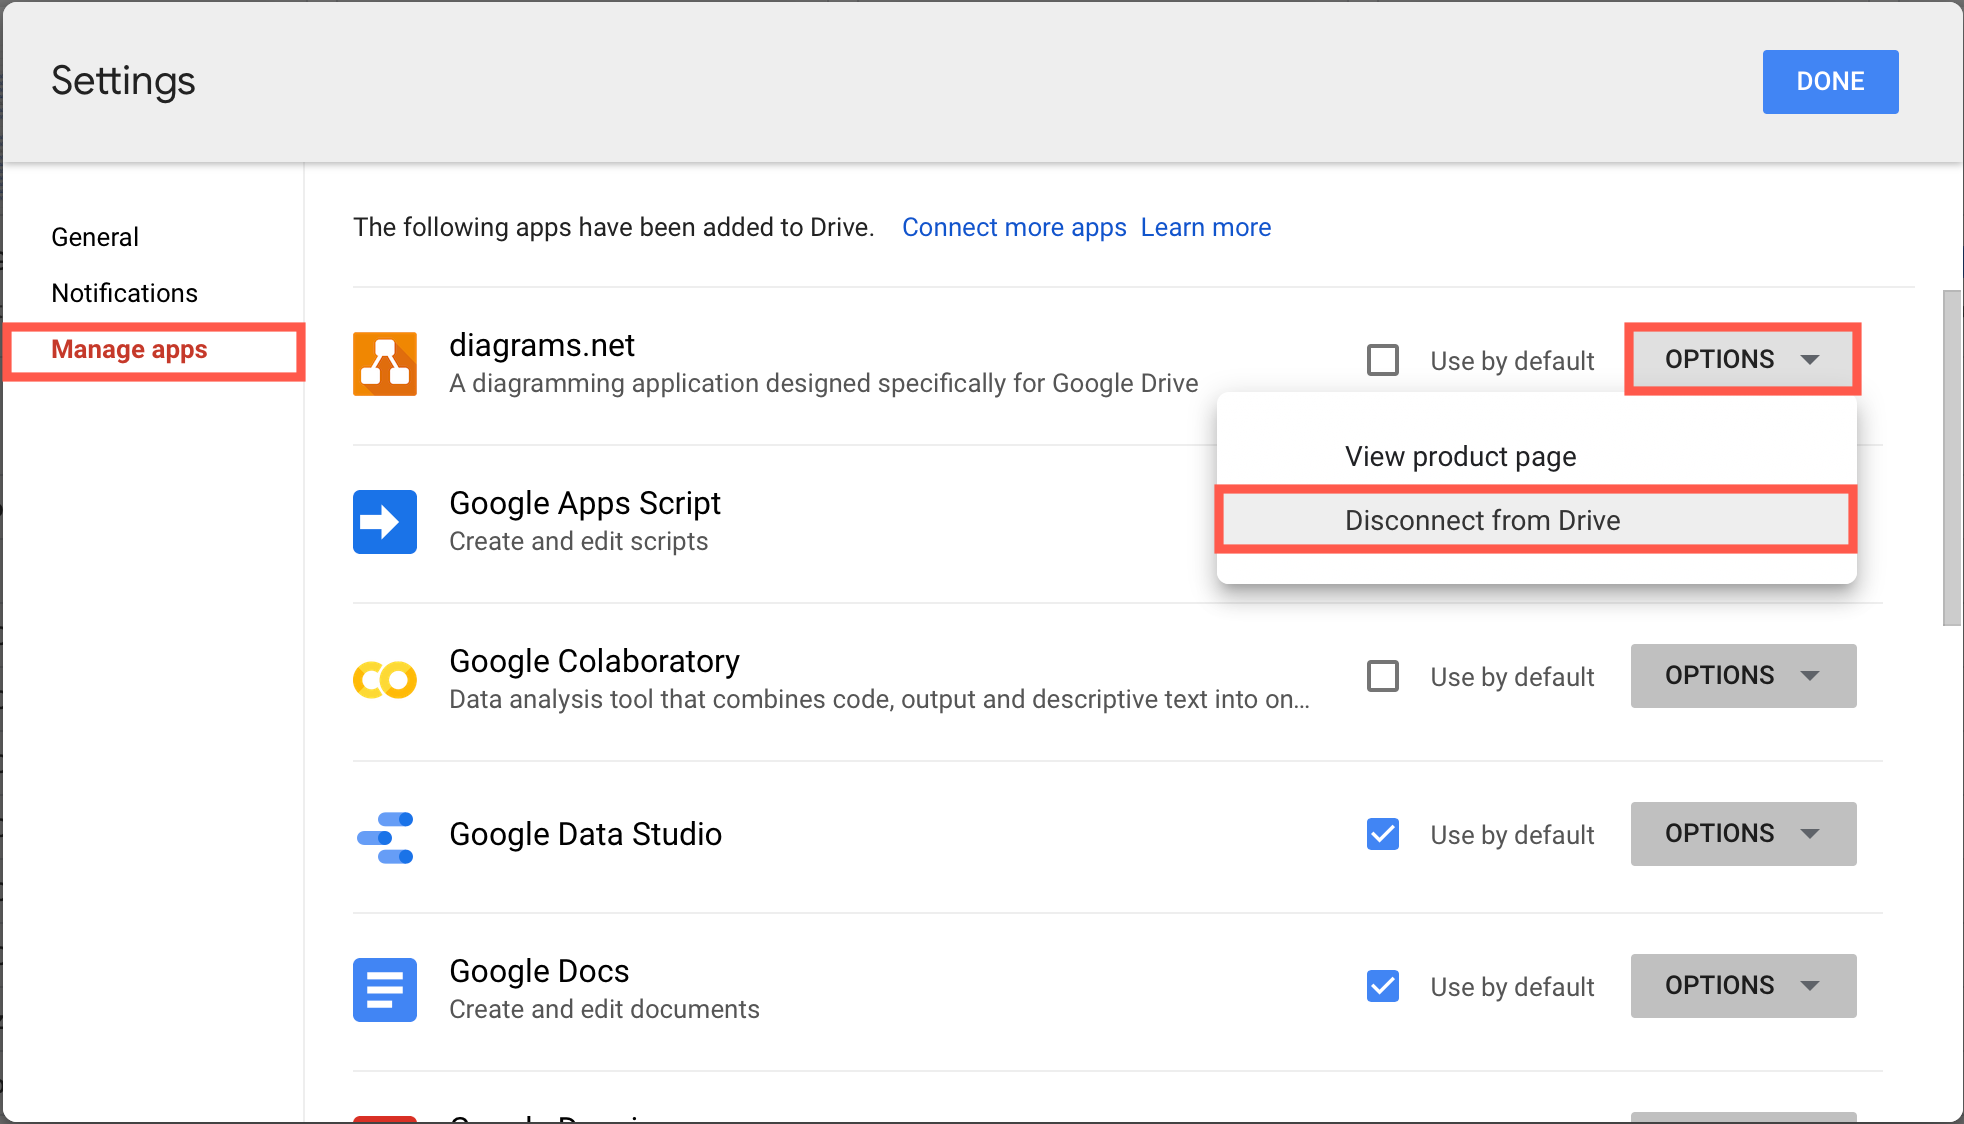 Settings
DONE
General
Notifications
Manage apps
The following apps have been added to Drive. Connect more apps Learn more
diagrams.net
A diagramming application designed specifically for Google Drive
Use by default
OPTIONS
View product page
Disconnect from Drive
Google Apps Script
Create and edit scripts
Google Colaboratory
Data analysis tool that combines code, output and descriptive text into on...
Use by default
OPTIONS
Google Data Studio
Use by default
OPTIONS
Google Docs
Create and edit documents
Use by default
OPTIONS